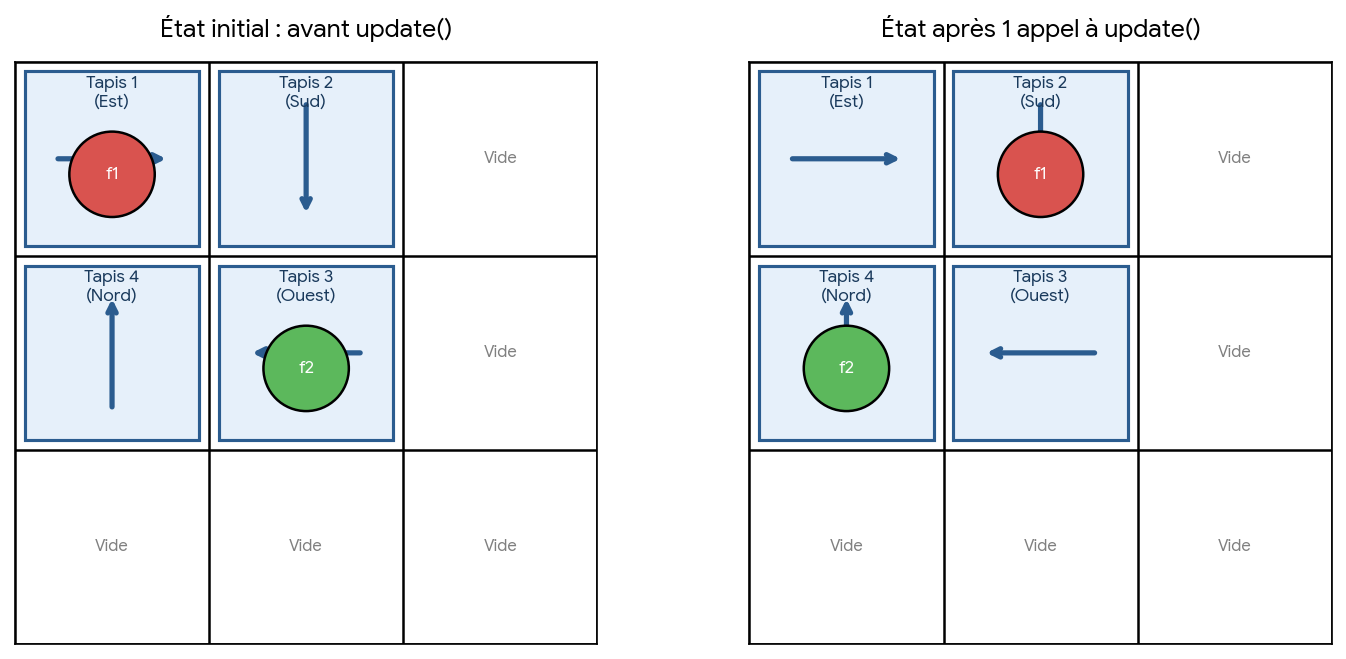 État initial : avant update()
Tapis 1
(Est)
f1
Tapis 2
(Sud)
Vide
Tapis 4
(Nord)
Tapis 3
(Ouest)
f2
Vide
Vide
Vide
Vide
État après 1 appel à update()
Tapis 1
(Est)
Tapis 2
(Sud)
f1
Vide
Tapis 4
(Nord)
f2
Tapis 3
(Ouest)
Vide
Vide
Vide
Vide